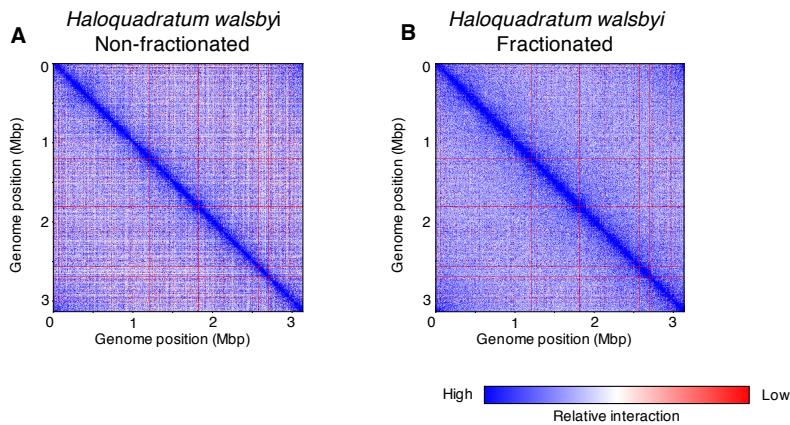 A
Haloquadratum walsbyi
Non-fractionated
0
1
2
3
Genome position (Mbp)
0 1 2 3
Genome position (Mbp)
B
Haloquadratum walsbyi
Fractionated
0
1
2
3
Genome position (Mbp)
0 1 2 3
Genome position (Mbp)
High Low
Relative interaction